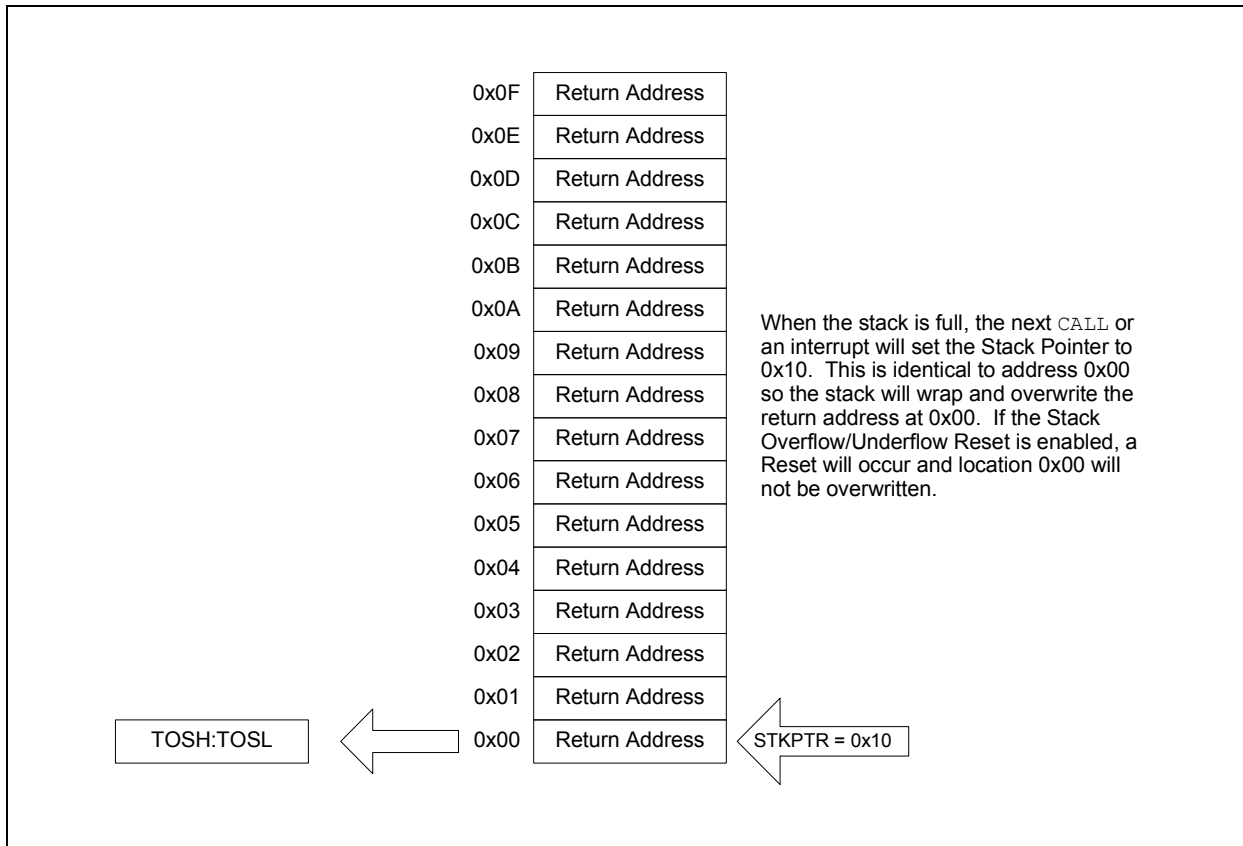 0x0F Return Address
0x0E Return Address
0x0D Return Address
0x0C Return Address
0x0B Return Address
0x0A Return Address
0x09 Return Address
0x08 Return Address
0x07 Return Address
0x06 Return Address
0x05 Return Address
0x04 Return Address
0x03 Return Address
0x02 Return Address
0x01 Return Address
TOSH:TOSL 0x00 Return Address STKPTR = 0x10
When the stack is full, the next CALL or
an interrupt will set the Stack Pointer to
0x10. This is identical to address 0x00
so the stack will wrap and overwrite the
return address at 0x00. If the Stack
Overflow/Underflow Reset is enabled, a
Reset will occur and location 0x00 will
not be overwritten.